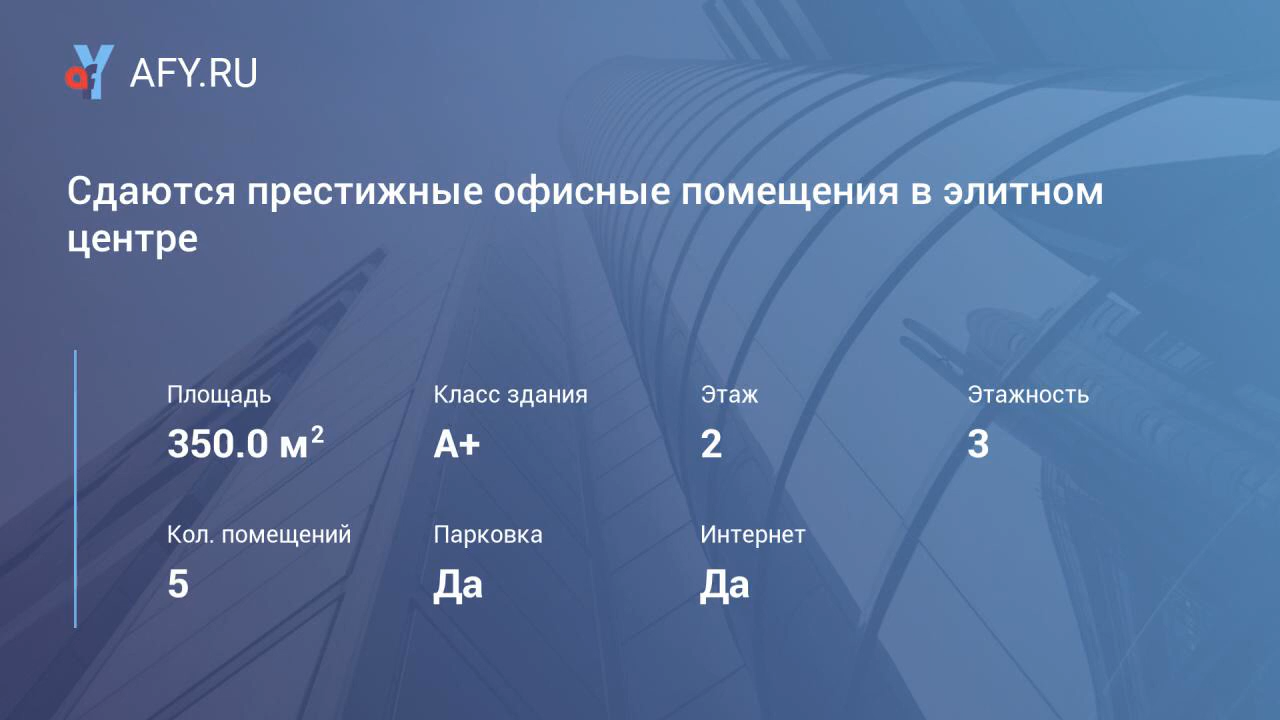 afy AFY.RU
Сдаются престижные офисные помещения в элитном
центре
Площадь
350.0 м²
Класс здания
A+
Этаж
2
Этажность
3
Кол. помещений
5
Парковка
Да
Интернет
Да